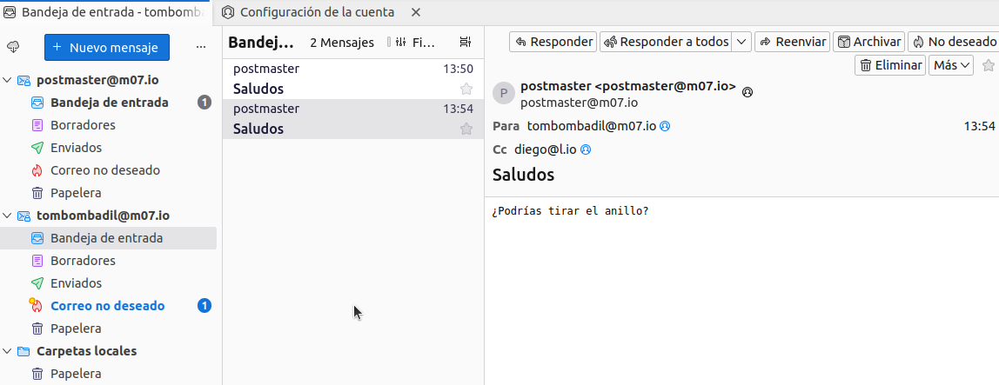 Bandeja de entrada - tombomb
Configuración de la cuenta
+ Nuevo mensaje
postmaster@m07.io
Bandeja de entrada 1
Borradores
Enviados
Correo no deseado
Papelera
tombombadil@m07.io
Bandeja de entrada
Borradores
Enviados
Correo no deseado 1
Papelera
Carpetas locales
Papelera
Bandej... 2 Mensajes Fi...
postmaster 13:50
Saludos
postmaster 13:54
Saludos
Responder Responder a todos Reenviar Archivar No deseado
Eliminar Más
P
postmaster <postmaster@m07.io>
postmaster@m07.io
Para tombombadil@m07.io 13:54
Cc diego@l.io
Saludos
¿Podrías tirar el anillo?